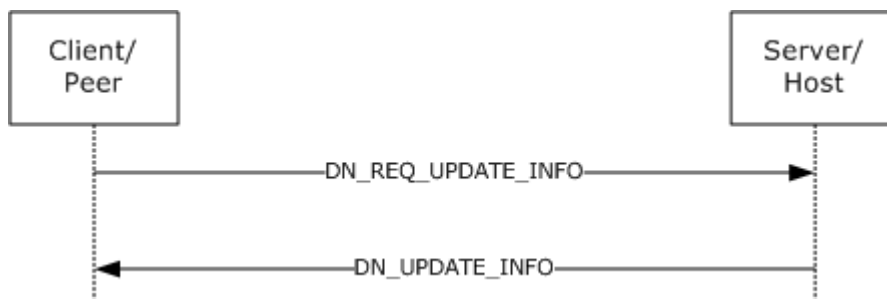 Client/
Peer
Server/
Host
DN_REQ_UPDATE_INFO
DN_UPDATE_INFO